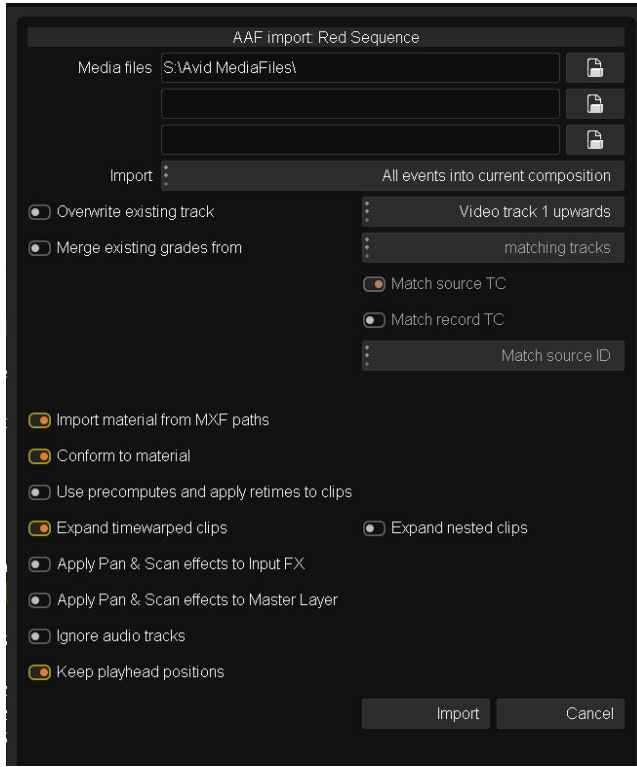 AAF import: Red Sequence
Media files S:\Avid MediaFiles\
Import All events into current composition
Overwrite existing track Video track 1 upwards
Merge existing grades from matching tracks
Match source TC
Match record TC
Match source ID
Import material from MXF paths
Conform to material
Use precomputes and apply retimes to clips
Expand timewarped clips Expand nested clips
Apply Pan & Scan effects to Input FX
Apply Pan & Scan effects to Master Layer
Ignore audio tracks
Keep playhead positions
Import Cancel